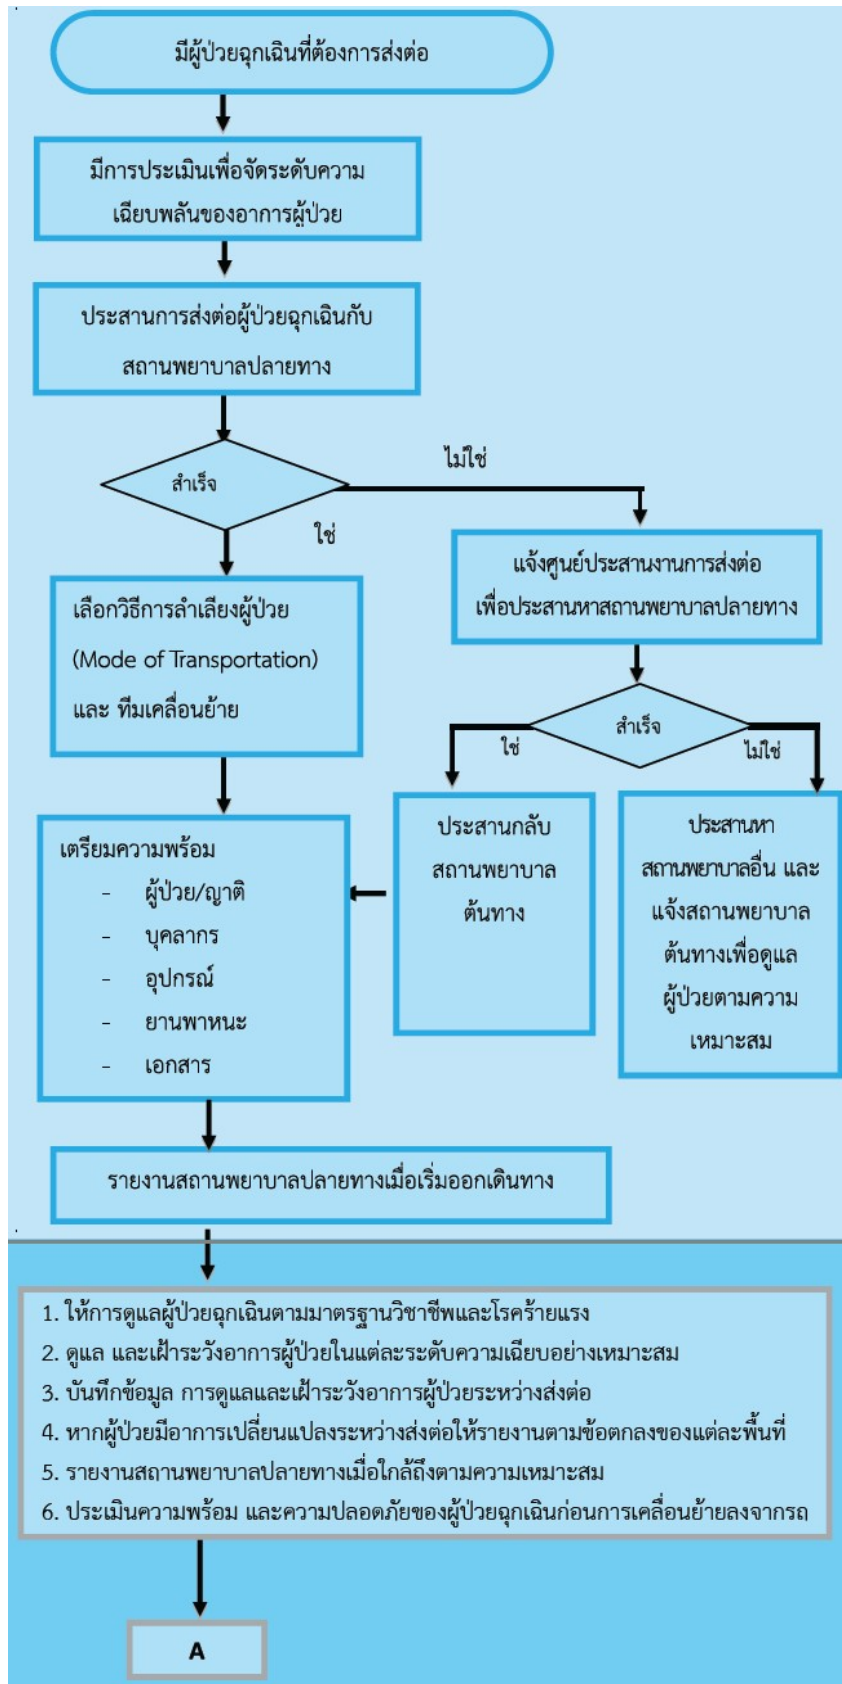 มีผู้ป่วยฉุกเฉินที่ต้องการส่งต่อ
มีการประเมินเพื่อจัดระดับความ
เฉียบพลันของอาการผู้ป่วย
ประสานการส่งต่อผู้ป่วยฉุกเฉินกับ
สถานพยาบาลปลายทาง
สำเร็จ
ไม่ใช่
ใช่
แจ้งศูนย์ประสานงานการส่งต่อ
เพื่อประสานหาสถานพยาบาลปลายทาง
เลือกวิธีการลำเลียงผู้ป่วย
(Mode of Transportation)
และ ทีมเคลื่อนย้าย
สำเร็จ
ใช่
ไม่ใช่
ประสานกลับ
สถานพยาบาล
ต้นทาง
ประสานหา
สถานพยาบาลอื่น และ
แจ้งสถานพยาบาล
ต้นทางเพื่อดูแล
ผู้ป่วยตามความ
เหมาะสม
เตรียมความพร้อม
- ผู้ป่วย/ญาติ
- บุคลากร
- อุปกรณ์
- ยานพาหนะ
- เอกสาร
รายงานสถานพยาบาลปลายทางเมื่อเริ่มออกเดินทาง
1. ให้การดูแลผู้ป่วยฉุกเฉินตามมาตรฐานวิชาชีพและโรคร้ายแรง
2. ดูแล และเฝ้าระวังอาการผู้ป่วยในแต่ละระดับความเฉียบอย่างเหมาะสม
3. บันทึกข้อมูล การดูแลและเฝ้าระวังอาการผู้ป่วยระหว่างส่งต่อ
4. หากผู้ป่วยมีอาการเปลี่ยนแปลงระหว่างส่งต่อให้รายงานตามข้อตกลงของแต่ละพื้นที่
5. รายงานสถานพยาบาลปลายทางเมื่อใกล้ถึงตามความเหมาะสม
6. ประเมินความพร้อม และความปลอดภัยของผู้ป่วยฉุกเฉินก่อนการเคลื่อนย้ายลงจากรถ
A